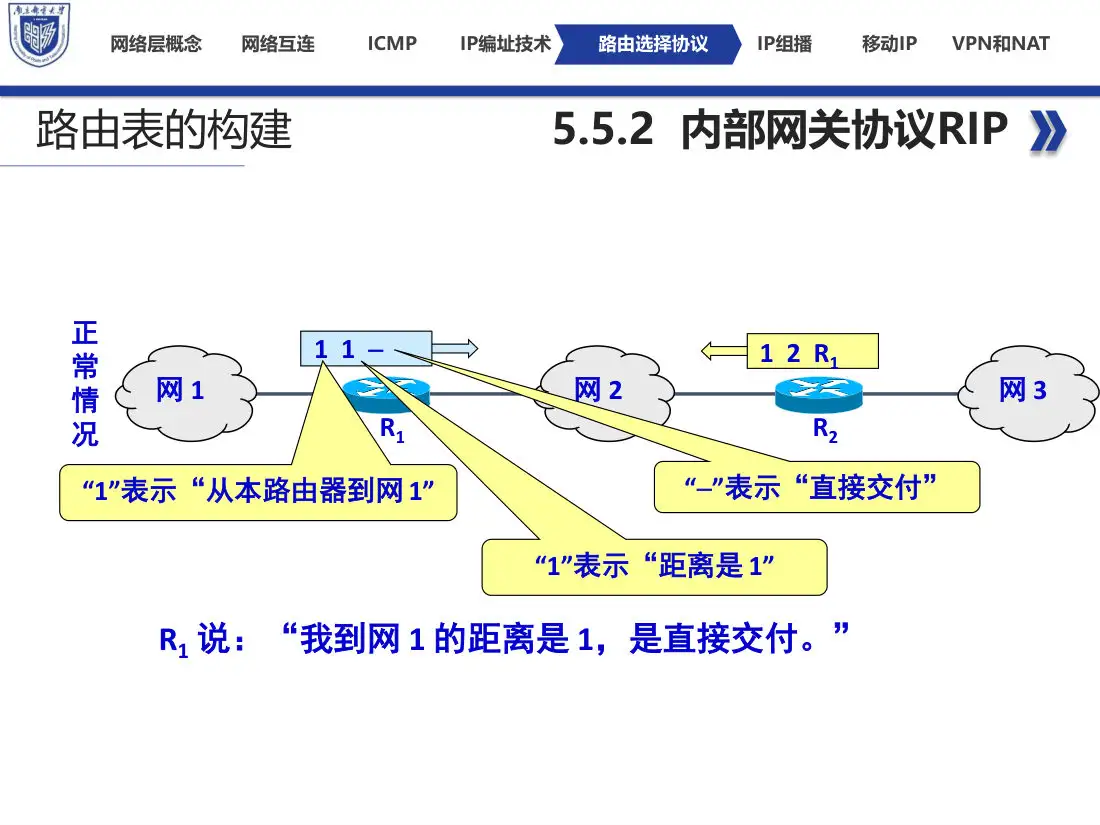 网络层概念 网络互连 ICMP IP编址技术 路由选择协议 IP组播 移动IP VPN和NAT
路由表的构建 5.5.2 内部网关协议RIP
正常情况
1 1 –
1 2 R1
网 1
网 2
网 3
R1
R2
“1”表示“从本路由器到网 1”
“–”表示“直接交付”
“1”表示“距离是 1”
R1 说：“我到网 1 的距离是 1，是直接交付。”